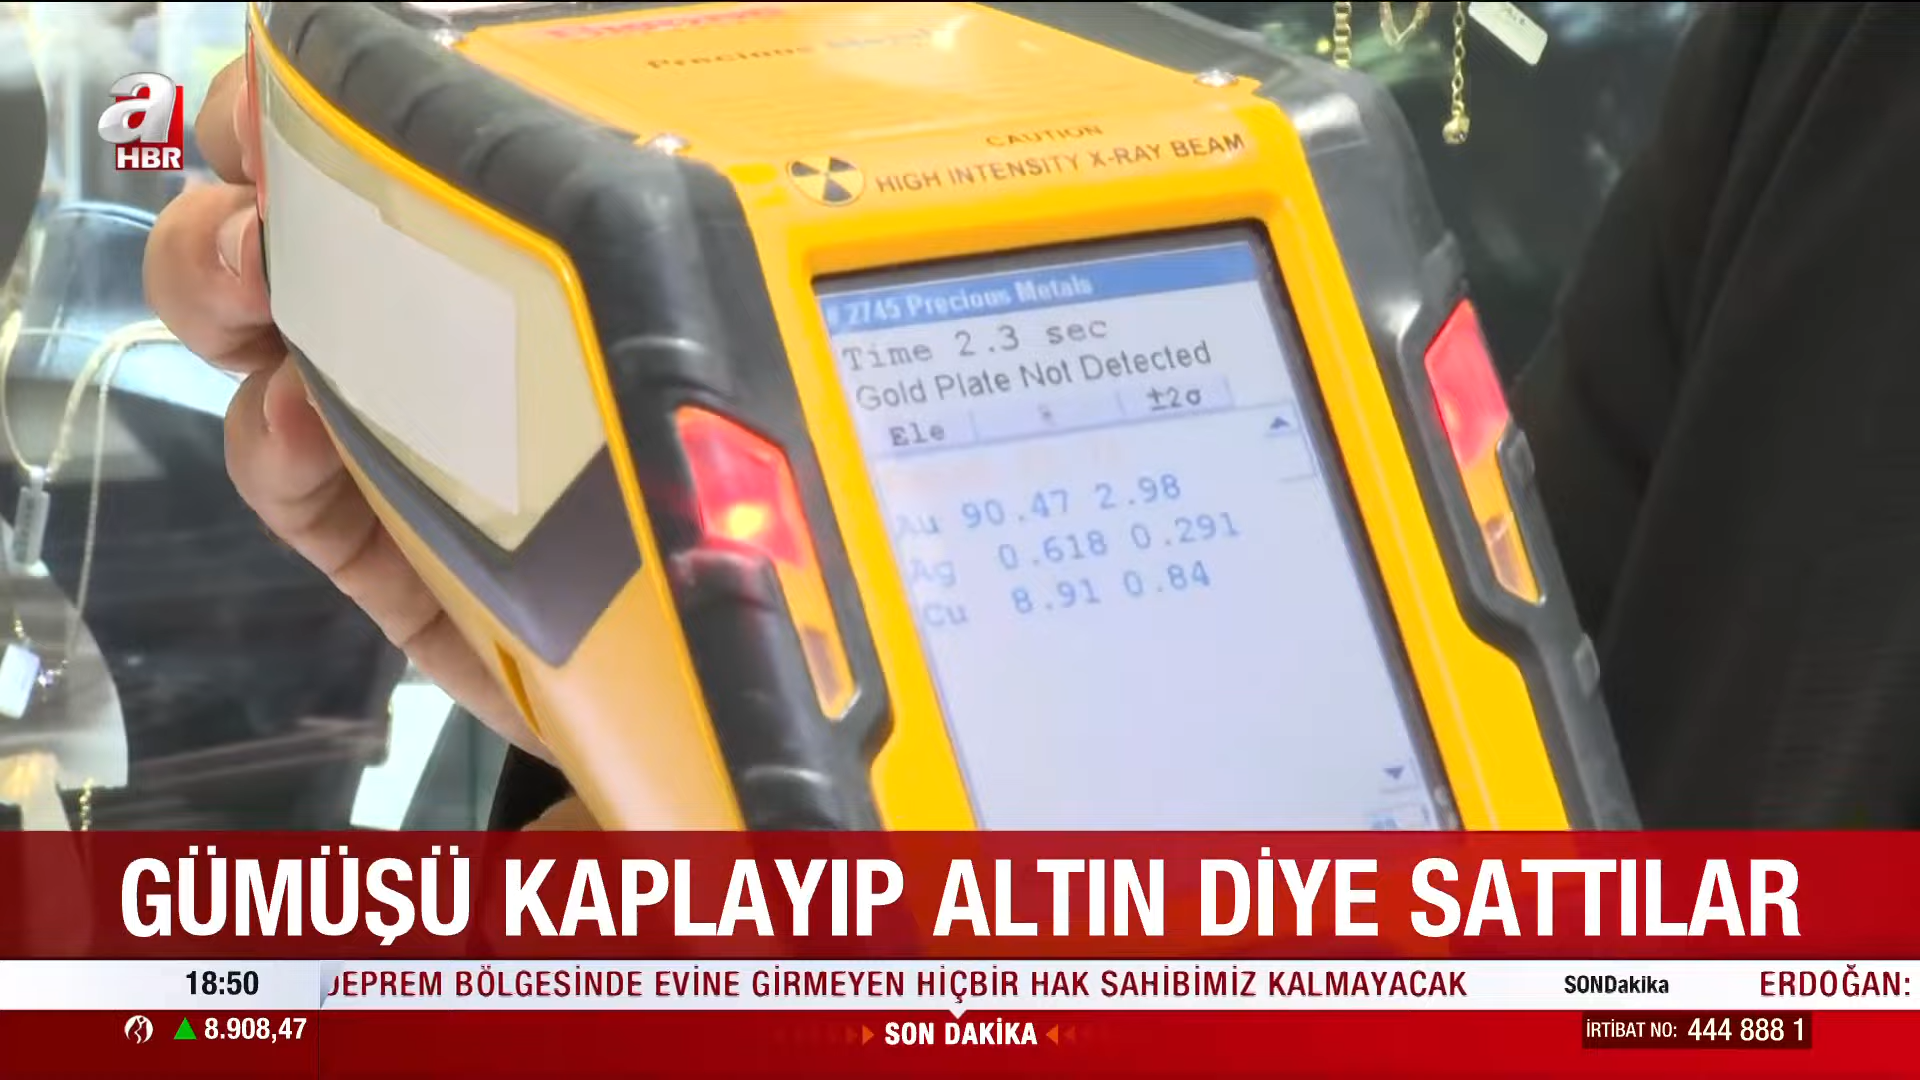 a
HBR
Precious Metal
CAUTION
HIGH INTENSITY X-RAY BEAM
# 2745 Precious Metals
Time 2.3 sec
Gold Plate Not Detected
Ele % ±2σ
Au 90.47 2.98
Ag 0.618 0.291
Cu 8.91 0.84
GÜMÜŞÜ KAPLAYIP ALTIN DİYE SATTILAR
18:50 DEPREM BÖLGESİNDE EVİNE GİRMEYEN HİÇBİR HAK SAHİBİMİZ KALMAYACAK SONDakika ERDOĞAN:
8.908,47 SON DAKİKA İRTİBAT NO: 444 888 1